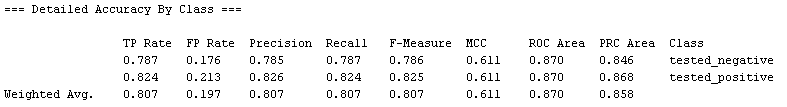 === Detailed Accuracy By Class ===
TP Rate FP Rate Precision Recall F-Measure MCC ROC Area PRC Area Class
0.787 0.176 0.785 0.787 0.786 0.611 0.870 0.846 tested_negative
0.824 0.213 0.826 0.824 0.825 0.611 0.870 0.868 tested_positive
Weighted Avg. 0.807 0.197 0.807 0.807 0.807 0.611 0.870 0.858